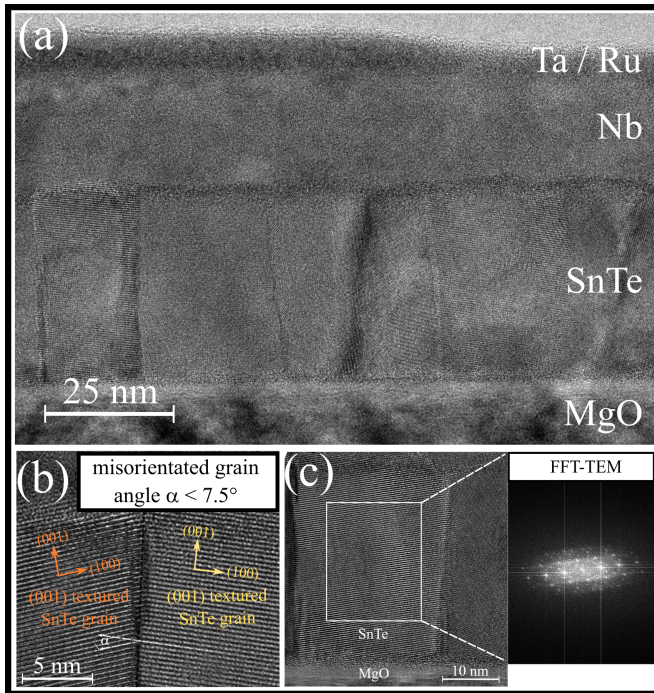 (a)
Ta / Ru
Nb
SnTe
25 nm
MgO
(b)
misorientated grain
angle α < 7.5°
(001)
(100)
(001) textured
SnTe grain
(001)
(100)
(001) textured
SnTe grain
α
5 nm
(c)
SnTe
MgO
10 nm
FFT-TEM